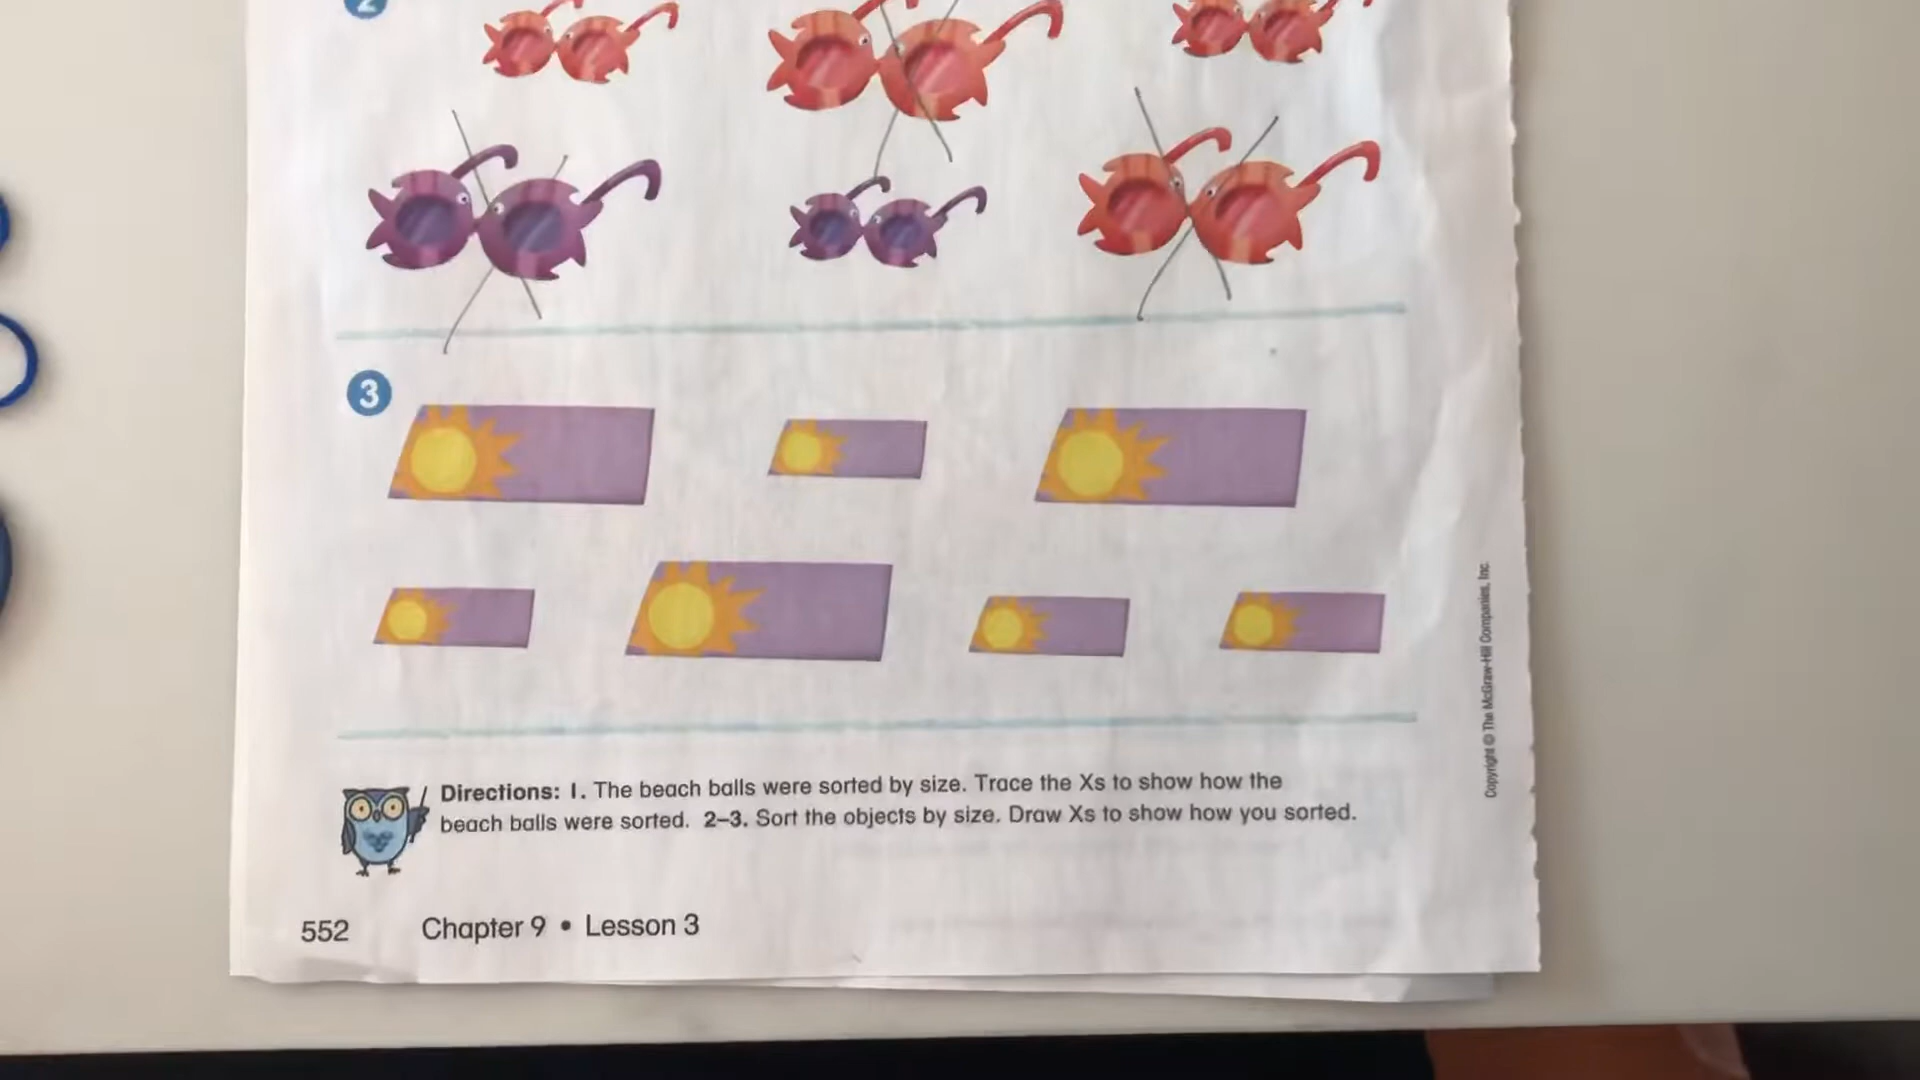 2
3
Directions: 1. The beach balls were sorted by size. Trace the Xs to show how the
beach balls were sorted. 2–3. Sort the objects by size. Draw Xs to show how you sorted.
552 Chapter 9 • Lesson 3
Copyright © The McGraw-Hill Companies, Inc.